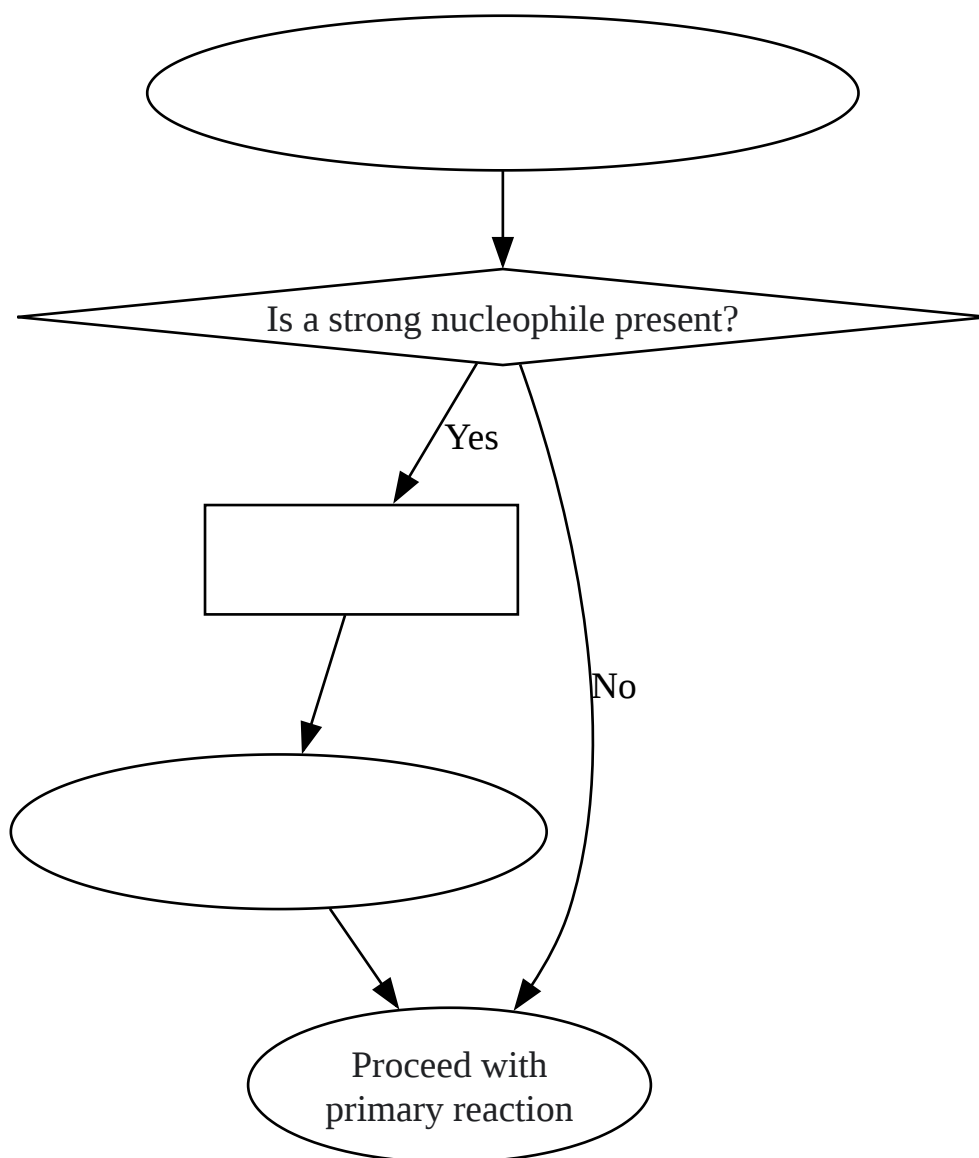 Is a strong nucleophile present?
Yes
No
Proceed with
primary reaction